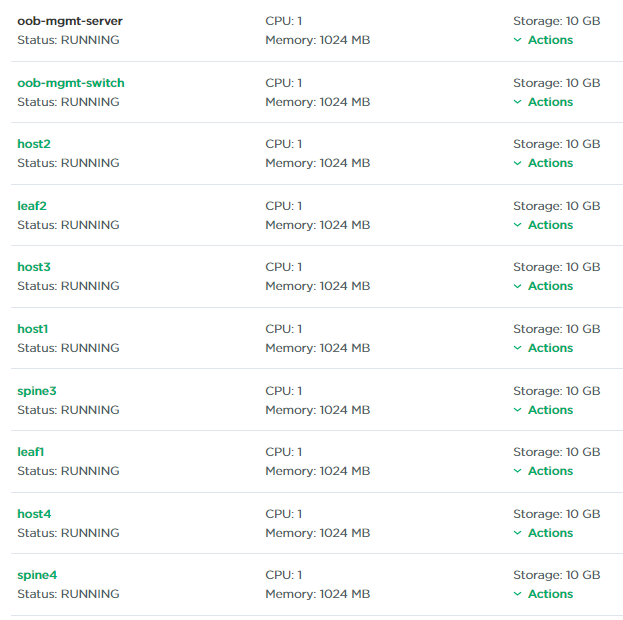 oob-mgmt-server CPU: 1 Storage: 10 GB
Status: RUNNING Memory: 1024 MB Actions
oob-mgmt-switch CPU: 1 Storage: 10 GB
Status: RUNNING Memory: 1024 MB Actions
host2 CPU: 1 Storage: 10 GB
Status: RUNNING Memory: 1024 MB Actions
leaf2 CPU: 1 Storage: 10 GB
Status: RUNNING Memory: 1024 MB Actions
host3 CPU: 1 Storage: 10 GB
Status: RUNNING Memory: 1024 MB Actions
host1 CPU: 1 Storage: 10 GB
Status: RUNNING Memory: 1024 MB Actions
spine3 CPU: 1 Storage: 10 GB
Status: RUNNING Memory: 1024 MB Actions
leaf1 CPU: 1 Storage: 10 GB
Status: RUNNING Memory: 1024 MB Actions
host4 CPU: 1 Storage: 10 GB
Status: RUNNING Memory: 1024 MB Actions
spine4 CPU: 1 Storage: 10 GB
Status: RUNNING Memory: 1024 MB Actions